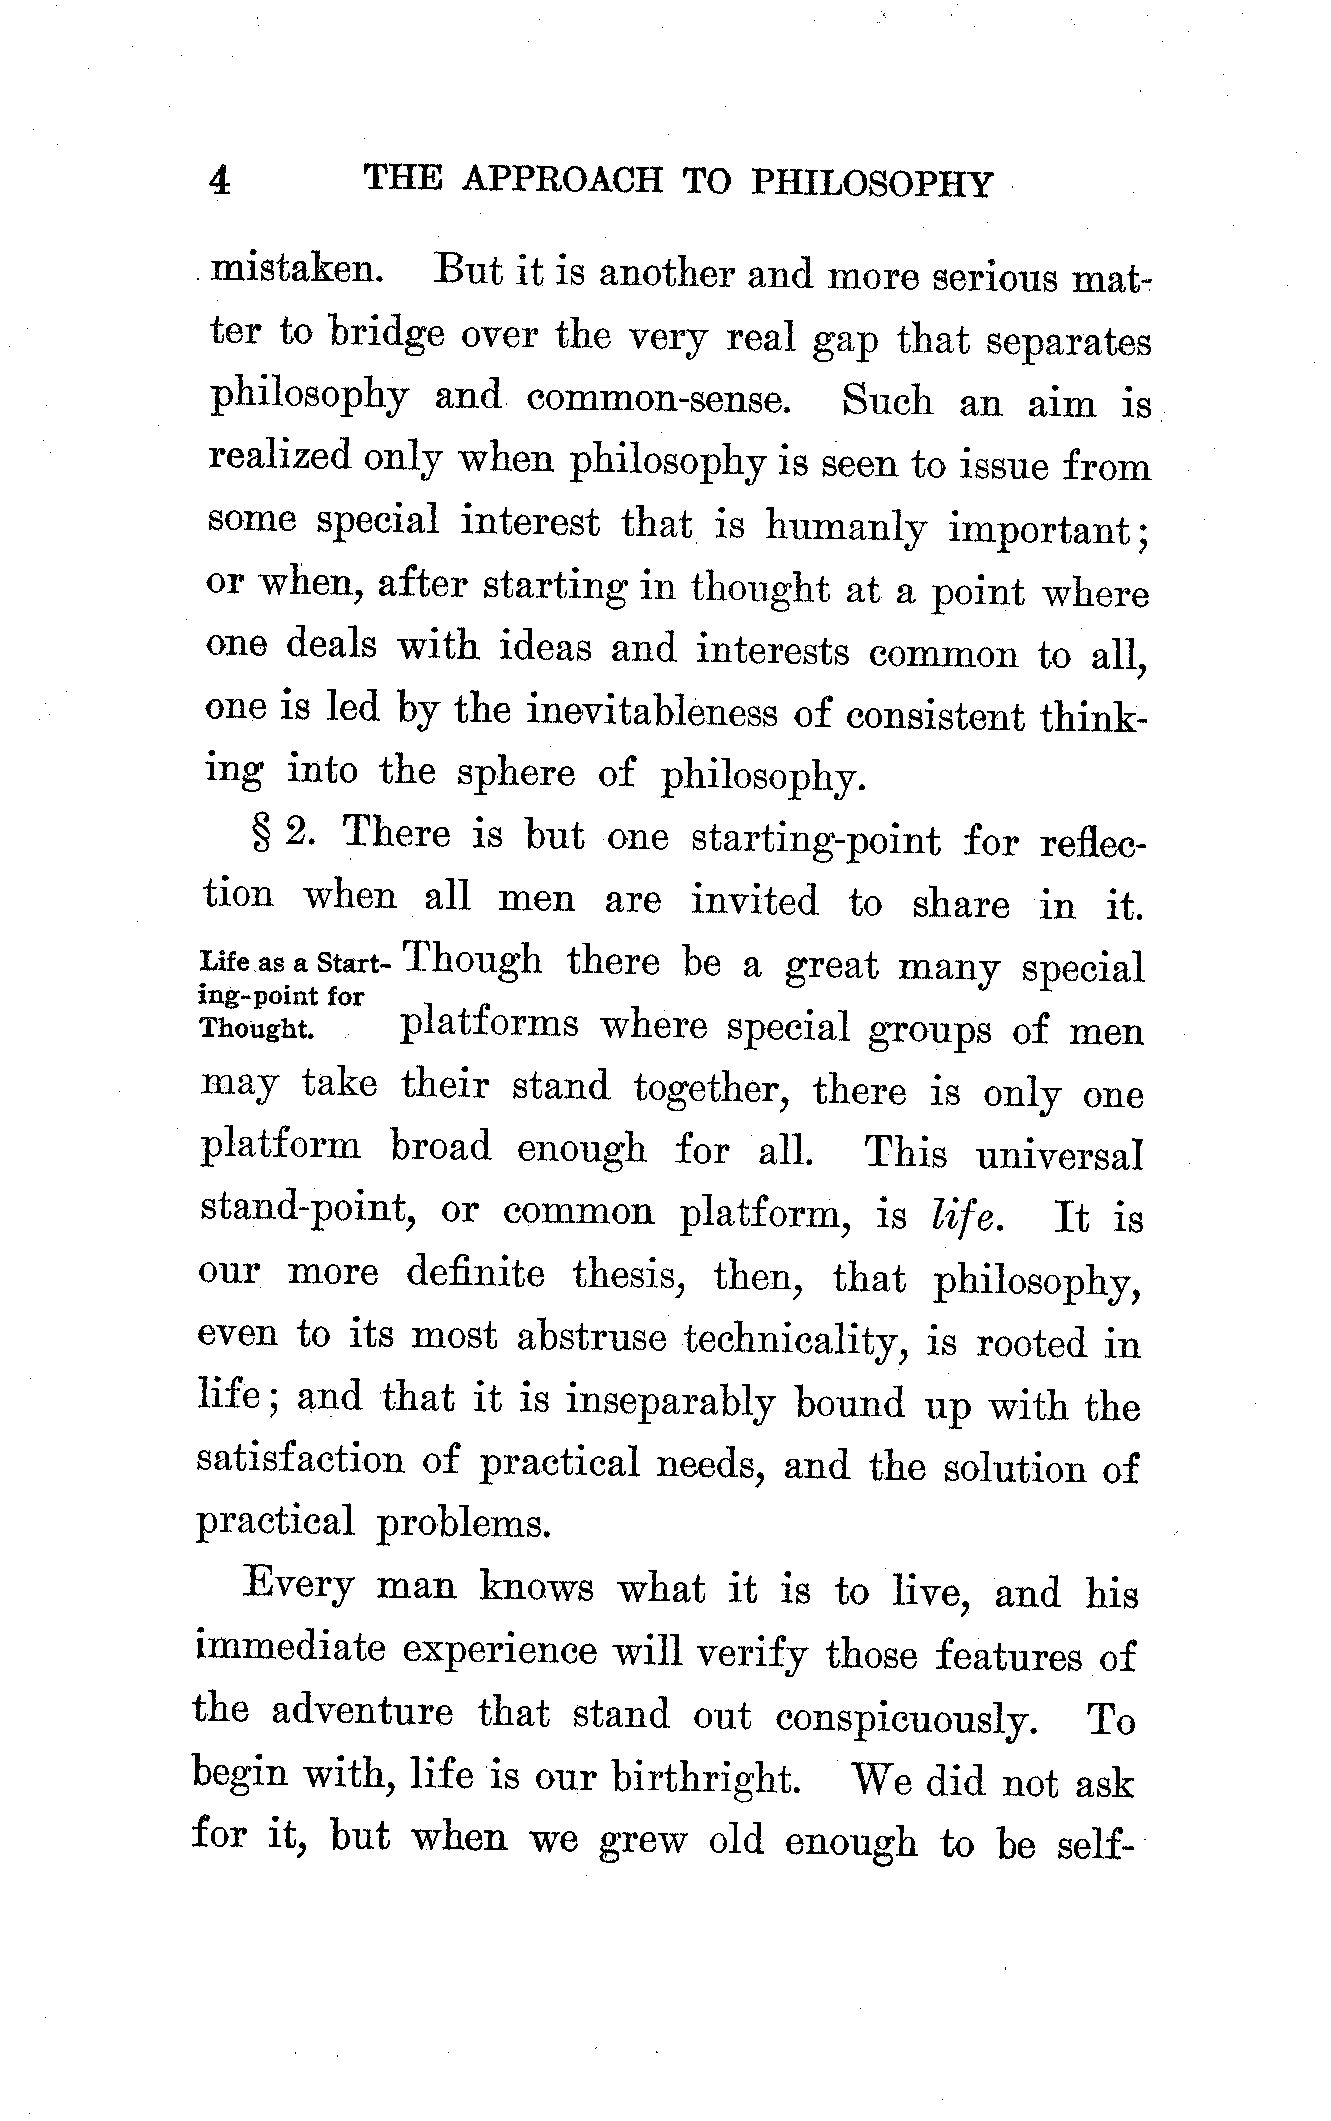 4 THE APPROACH TO PHILOSOPHY
mistaken. But it is another and more serious mat-
ter to bridge over the very real gap that separates
philosophy and common-sense. Such an aim is
realized only when philosophy is seen to issue from
some special interest that is humanly important;
or when, after starting in thought at a point where
one deals with ideas and interests common to all,
one is led by the inevitableness of consistent think-
ing into the sphere of philosophy.
§ 2. There is but one starting-point for reflec-
tion when all men are invited to share in it.
Life as a Start-
ing-point for
Thought.
Though there be a great many special
platforms where special groups of men
may take their stand together, there is only one
platform broad enough for all. This universal
stand-point, or common platform, is life. It is
our more definite thesis, then, that philosophy,
even to its most abstruse technicality, is rooted in
life; and that it is inseparably bound up with the
satisfaction of practical needs, and the solution of
practical problems.
Every man knows what it is to live, and his
immediate experience will verify those features of
the adventure that stand out conspicuously. To
begin with, life is our birthright. We did not ask
for it, but when we grew old enough to be self-